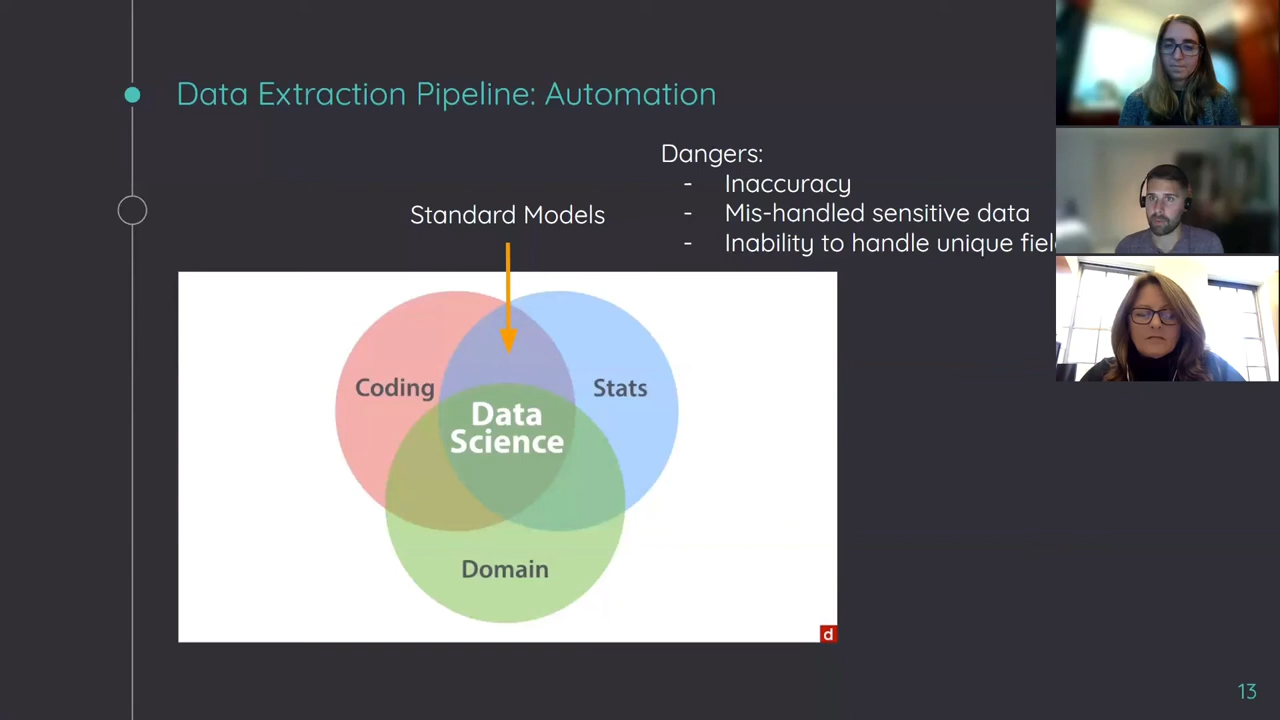 Data Extraction Pipeline: Automation
Dangers:
- Inaccuracy
- Mis-handled sensitive data
- Inability to handle unique
Standard Models
Coding
Stats
Data
Science
Domain
d
13